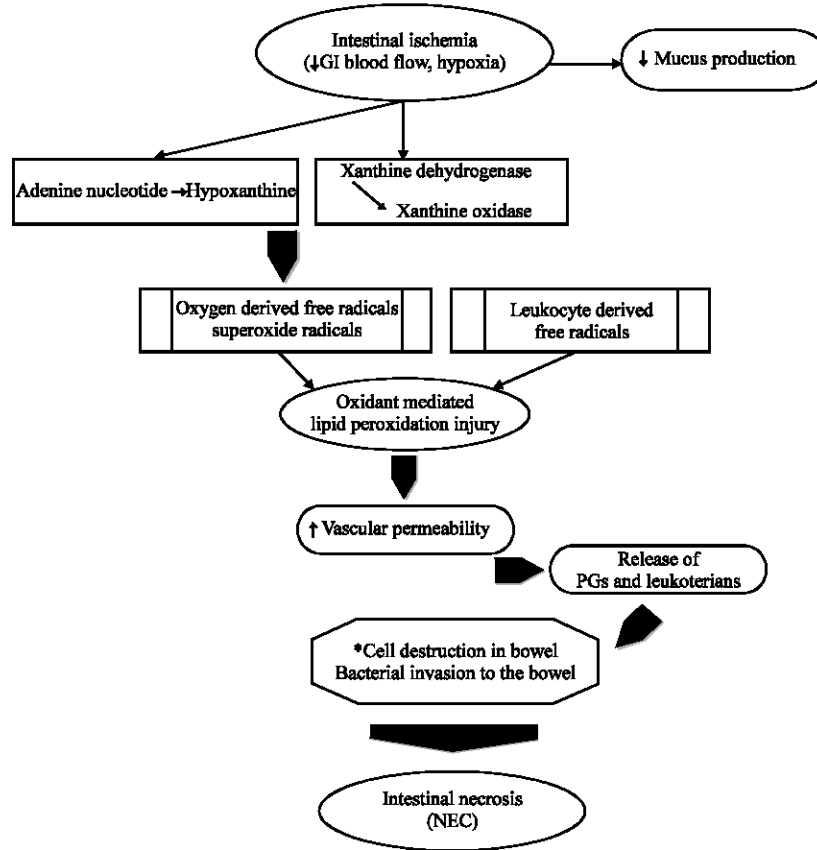 Intestinal ischemia
(↓GI blood flow, hypoxia)
↓ Mucus production
Adenine nucleotide →Hypoxanthine
Xanthine dehydrogenase
Xanthine oxidase
Oxygen derived free radicals
superoxide radicals
Leukocyte derived
free radicals
Oxidant mediated
lipid peroxidation injury
↑ Vascular permeability
Release of
PGs and leukoterians
*Cell destruction in bowel
Bacterial invasion to the bowel
Intestinal necrosis
(NEC)